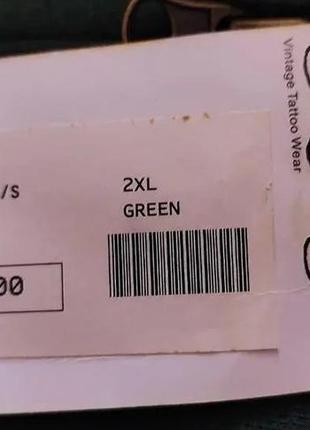 /S
2XL
GREEN
00
Vintage Tattoo Wear